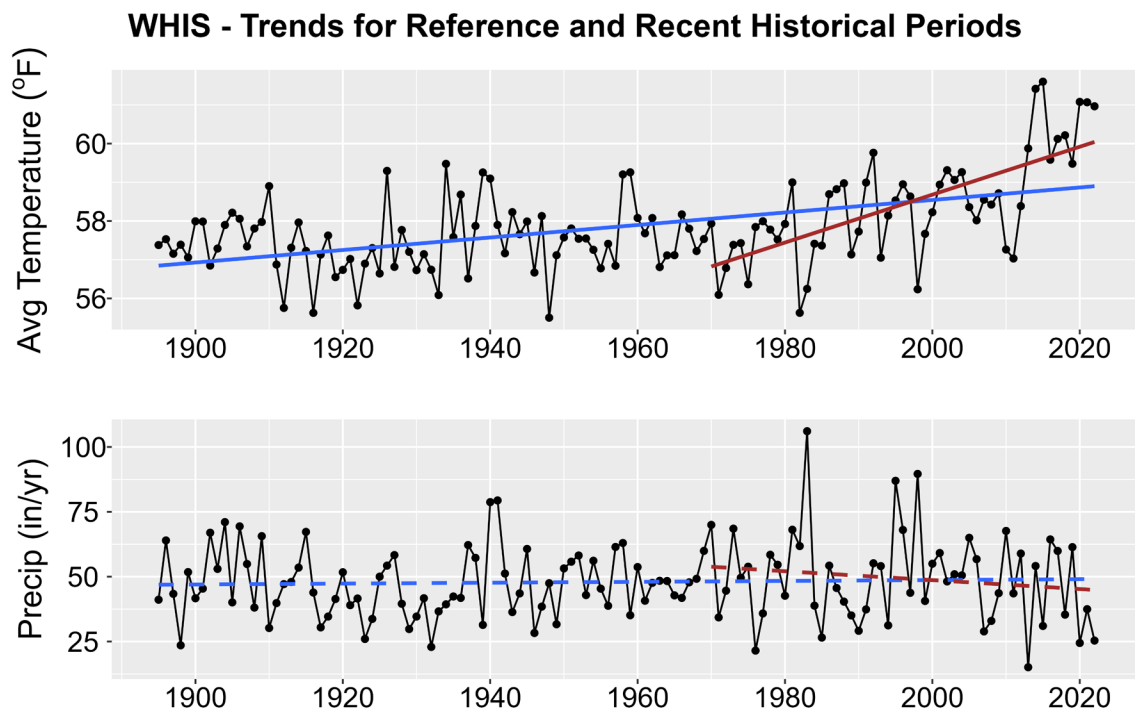 WHIS - Trends for Reference and Recent Historical Periods
Avg Temperature (°F)
60
58
56
1900 1920 1940 1960 1980 2000 2020
Precip (in/yr)
100
75
50
25
1900 1920 1940 1960 1980 2000 2020